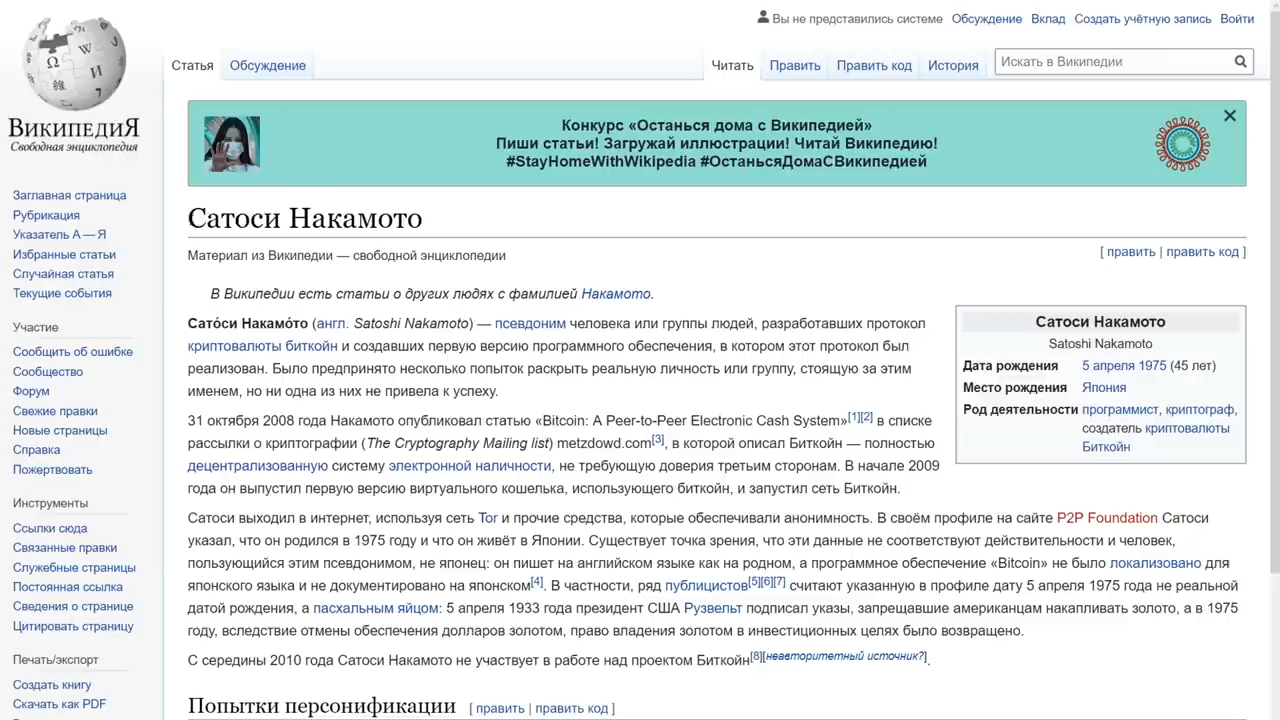 Вы не представились системе Обсуждение Вклад Создать учётную запись Войти
Статья Обсуждение Читать Править Править код История Искать в Википедии
ВикипедиЯ
Свободная энциклопедия
Заглавная страница
Рубрикация
Указатель А — Я
Избранные статьи
Случайная статья
Текущие события
Участие
Сообщить об ошибке
Сообщество
Форум
Свежие правки
Новые страницы
Справка
Пожертвовать
Инструменты
Ссылки сюда
Связанные правки
Служебные страницы
Постоянная ссылка
Сведения о странице
Цитировать страницу
Печать/экспорт
Создать книгу
Скачать как PDF
Конкурс «Останься дома с Википедией»
Пиши статьи! Загружай иллюстрации! Читай Википедию!
#StayHomeWithWikipedia #ОстаньсяДомаСВикипедией
Сатоси Накамото
Материал из Википедии — свободной энциклопедии
[ править | править код ]
В Википедии есть статьи о других людях с фамилией Накамото.
Сато́си Накамо́то (англ. Satoshi Nakamoto) — псевдоним человека или группы людей, разработавших протокол
криптовалюты биткойн и создавших первую версию программного обеспечения, в котором этот протокол был
реализован. Было предпринято несколько попыток раскрыть реальную личность или группу, стоящую за этим
именем, но ни одна из них не привела к успеху.
31 октября 2008 года Накамото опубликовал статью «Bitcoin: A Peer-to-Peer Electronic Cash System»[1][2] в списке
рассылки о криптографии (The Cryptography Mailing list) metzdowd.com[3], в которой описал Биткойн — полностью
децентрализованную систему электронной наличности, не требующую доверия третьим сторонам. В начале 2009
года он выпустил первую версию виртуального кошелька, использующего биткойн, и запустил сеть Биткойн.
Сатоси Накамото
Satoshi Nakamoto
Дата рождения 5 апреля 1975 (45 лет)
Место рождения Япония
Род деятельности программист, криптограф,
создатель криптовалюты
Биткойн
Сатоси выходил в интернет, используя сеть Tor и прочие средства, которые обеспечивали анонимность. В своём профиле на сайте P2P Foundation Сатоси
указал, что он родился в 1975 году и что он живёт в Японии. Существует точка зрения, что эти данные не соответствуют действительности и человек,
пользующийся этим псевдонимом, не японец: он пишет на английском языке как на родном, а программное обеспечение «Bitcoin» не было локализовано для
японского языка и не документировано на японском[4]. В частности, ряд публицистов[5][6][7] считают указанную в профиле дату 5 апреля 1975 года не реальной
датой рождения, а пасхальным яйцом: 5 апреля 1933 года президент США Рузвельт подписал указы, запрещавшие американцам накапливать золото, а в 1975
году, вследствие отмены обеспечения долларов золотом, право владения золотом в инвестиционных целях было возвращено.
С середины 2010 года Сатоси Накамото не участвует в работе над проектом Биткойн[8][неавторитетный источник?].
Попытки персонификации [ править | править код ]